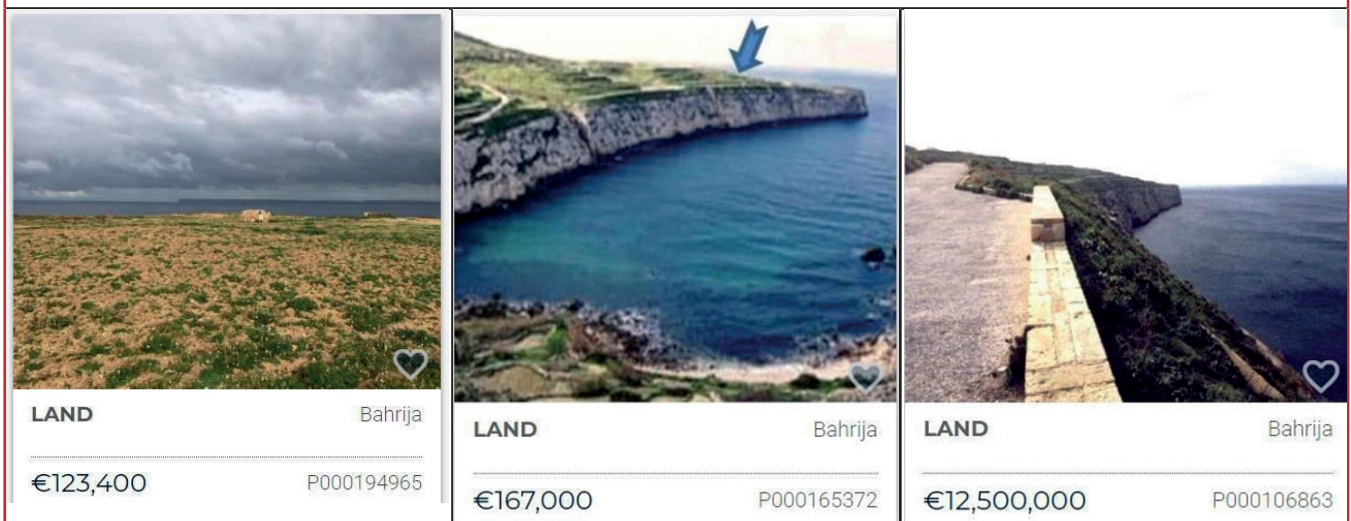 LAND Bahrija
€123,400 P000194965
LAND Bahrija
€167,000 P000165372
LAND Bahrija
€12,500,000 P000106863